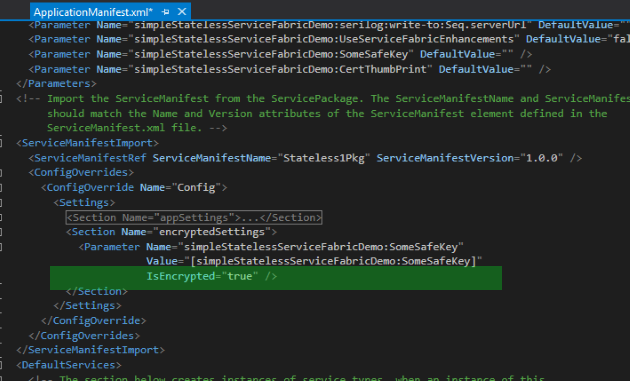 ApplicationManifest.xml*
<Parameter Name="simpleStatelessServiceFabricDemo:serilog:write-to:Seq.serverUrl" DefaultValue="
<Parameter Name="simpleStatelessServiceFabricDemo:UseServiceFabricEnhancements" DefaultValue="fal
<Parameter Name="simpleStatelessServiceFabricDemo:SomeSafeKey" DefaultValue="" />
<Parameter Name="simpleStatelessServiceFabricDemo:CertThumbPrint" DefaultValue="" />
</Parameters>
<!-- Import the ServiceManifest from the ServicePackage. The ServiceManifestName and ServiceManifes
should match the Name and Version attributes of the ServiceManifest element defined in the
ServiceManifest.xml file. -->
<ServiceManifestImport>
<ServiceManifestRef ServiceManifestName="Stateless1Pkg" ServiceManifestVersion="1.0.0" />
<ConfigOverrides>
<ConfigOverride Name="Config">
<Settings>
<Section Name="appSettings">...</Section>
<Section Name="encryptedSettings">
<Parameter Name="simpleStatelessServiceFabricDemo:SomeSafeKey"
Value="[simpleStatelessServiceFabricDemo:SomeSafeKey]"
IsEncrypted="true" />
</Section>
</Settings>
</ConfigOverride>
</ConfigOverrides>
</ServiceManifestImport>
<DefaultServices>
<!-- The section below creates instances of service types, when an instance of this